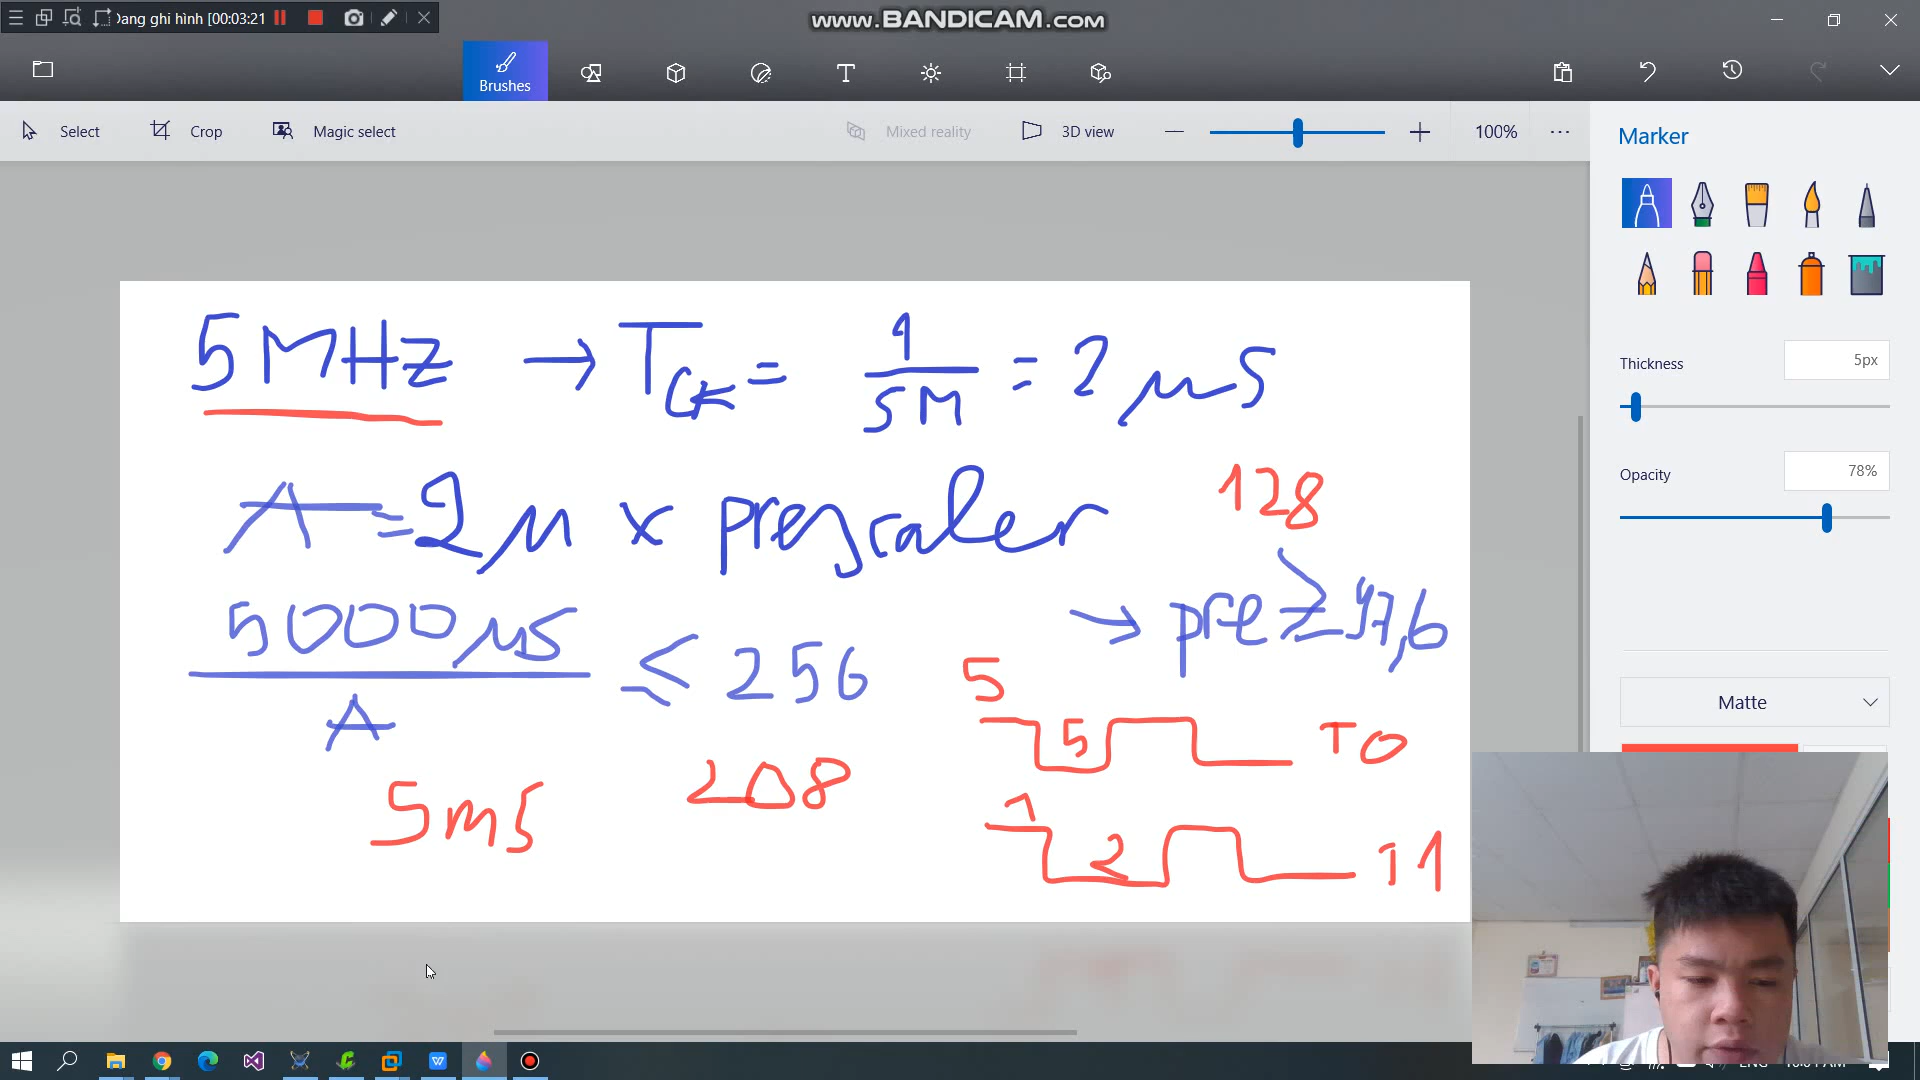 Đang ghi hình [00:03:21
www.BANDICAM.com
Brushes
Select
Crop
Magic select
Mixed reality
3D view
100%
Marker
Thickness
5px
Opacity
78%
Matte
5MHz → TCK = 1/5M = 2 μs
A = 2μ x prescaler
128
5000μs/A ≤ 256
→ pre ≥ 97,6
5ms
208
5
5
T0
1
2
T1